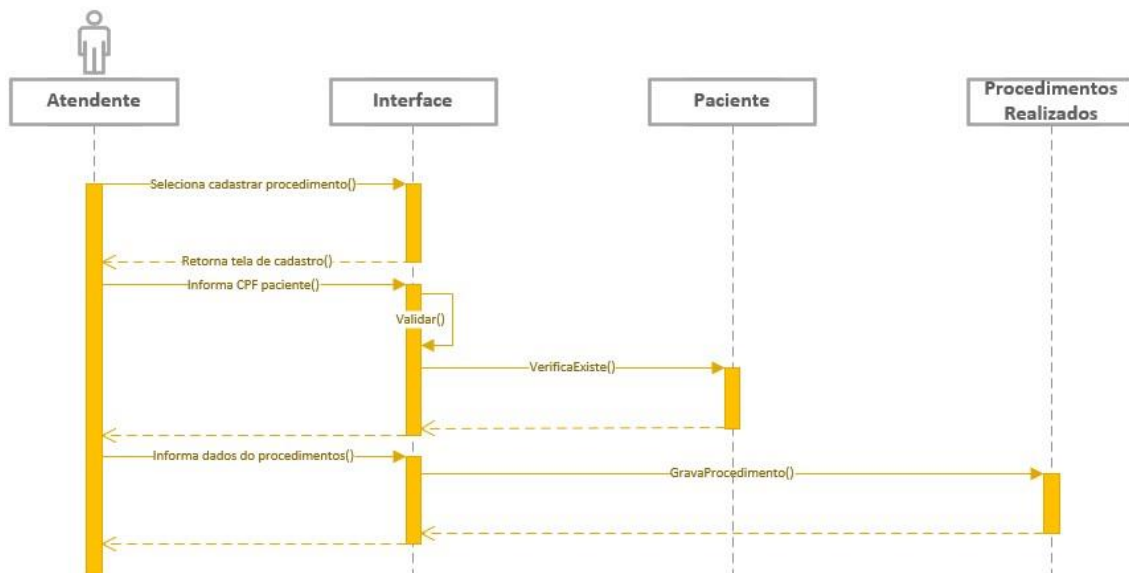 Atendente
Interface
Paciente
Procedimentos
Realizados
Seleciona cadastrar procedimento()
Retorna tela de cadastro()
Informa CPF paciente()
Validar()
VerificaExiste()
Informa dados do procedimentos()
GravaProcedimento()